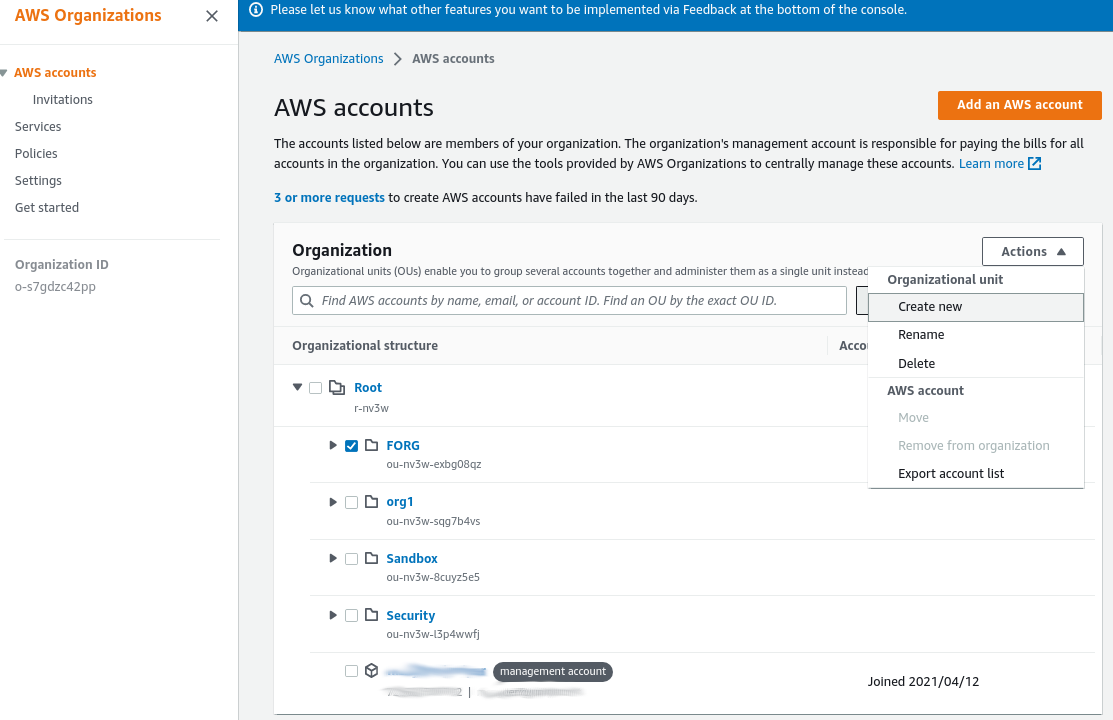 AWS Organizations
AWS accounts
Invitations
Services
Policies
Settings
Get started
Organization ID
o-s7gdzc42pp
Please let us know what other features you want to be implemented via Feedback at the bottom of the console.
AWS Organizations > AWS accounts
AWS accounts
Add an AWS account
The accounts listed below are members of your organization. The organization's management account is responsible for paying the bills for all
accounts in the organization. You can use the tools provided by AWS Organizations to centrally manage these accounts. Learn more
3 or more requests to create AWS accounts have failed in the last 90 days.
Organization
Actions
Organizational units (OUs) enable you to group several accounts together and administer them as a single unit instead
Find AWS accounts by name, email, or account ID. Find an OU by the exact OU ID.
Organizational unit
Create new
Rename
Delete
AWS account
Move
Remove from organization
Export account list
Organizational structure
Root
r-nv3w
FORG
ou-nv3w-exbg08qz
org1
ou-nv3w-sqg7b4vs
Sandbox
ou-nv3w-8cuyz5e5
Security
ou-nv3w-l3p4wwfj
management account
Joined 2021/04/12